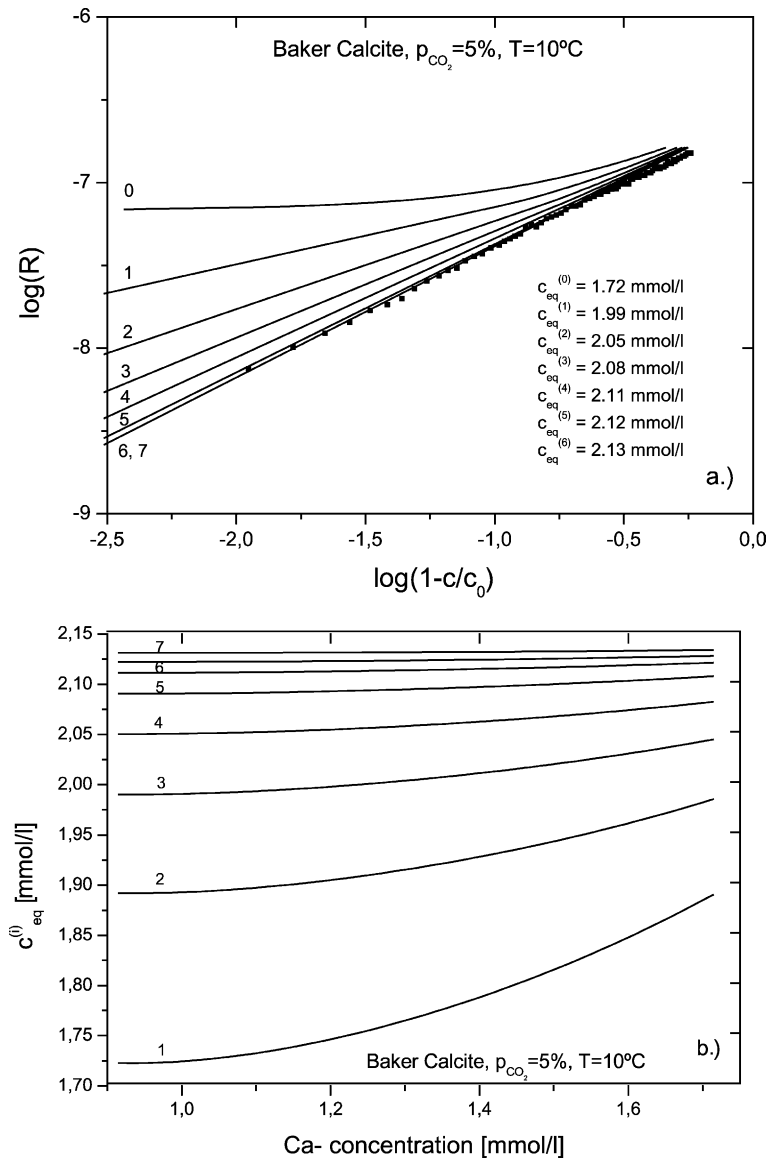 -6
Baker Calcite, pCO2=5%, T=10ºC
0
-7
1
log(R)
2
-8
3
4
5
6, 7
ceq(0) = 1.72 mmol/l
ceq(1) = 1.99 mmol/l
ceq(2) = 2.05 mmol/l
ceq(3) = 2.08 mmol/l
ceq(4) = 2.11 mmol/l
ceq(5) = 2.12 mmol/l
ceq(6) = 2.13 mmol/l
a.)
-9
-2,5 -2,0 -1,5 -1,0 -0,5 0,0
log(1-c/c0)
2,15
7
6
2,10
5
2,05
4
2,00
3
1,95
c(i)eq [mmol/l]
1,90
2
1,85
1,80
1,75
1
Baker Calcite, pCO2=5%, T=10ºC
b.)
1,70
1,0 1,2 1,4 1,6
Ca- concentration [mmol/l]